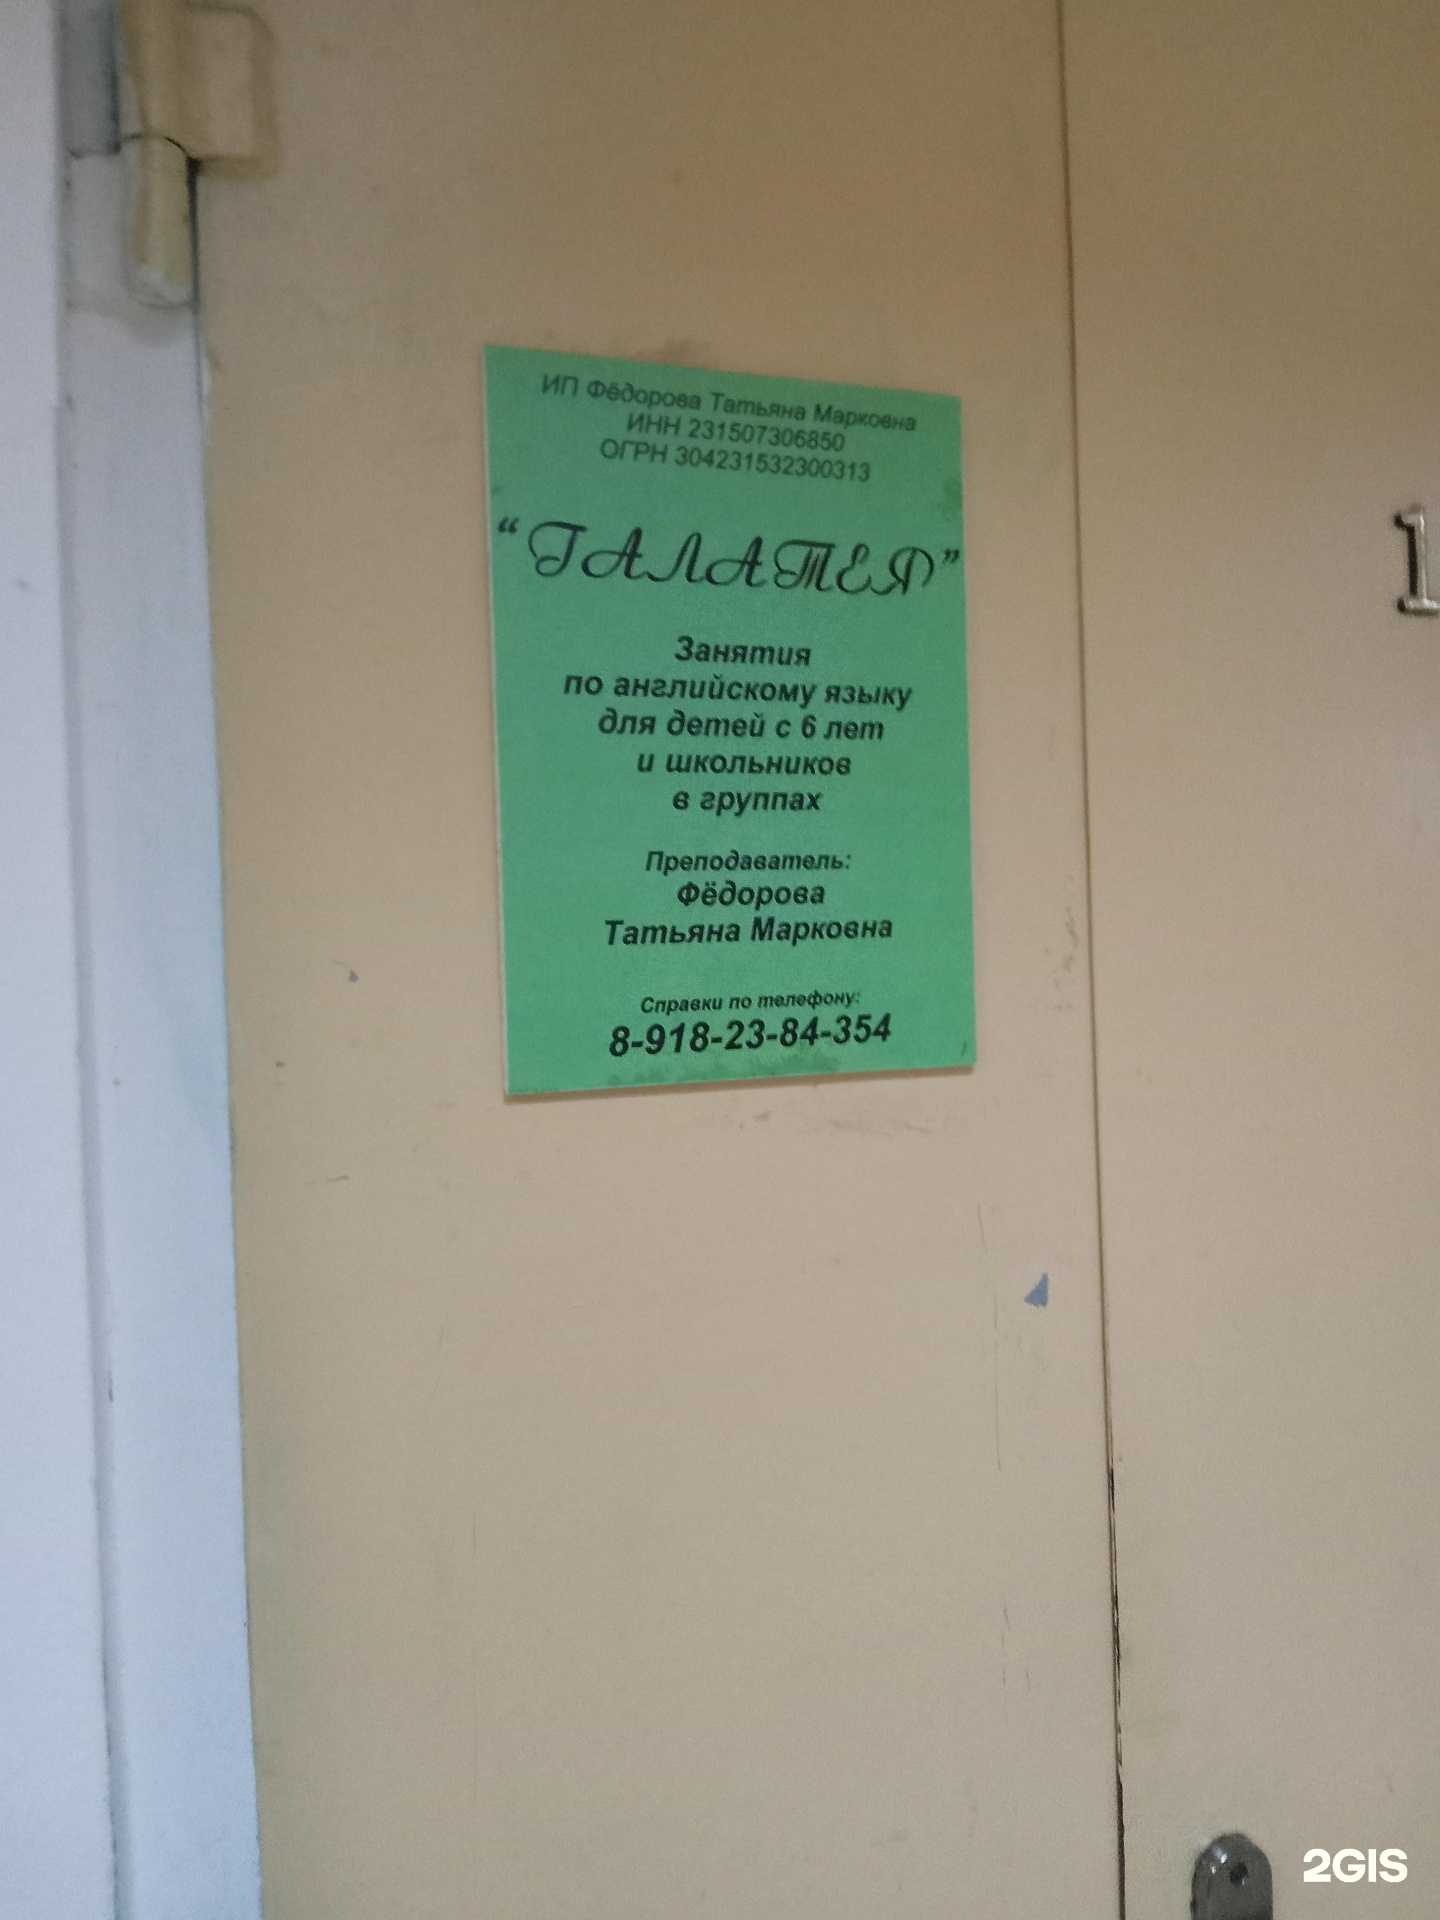 ИП Фёдорова Татьяна Марковна
ИНН 231507306850
ОГРН 304231532300313
“ГАЛАТЕЯ”
Занятия
по английскому языку
для детей с 6 лет
и школьников
в группах
Преподаватель:
Фёдорова
Татьяна Марковна
Справки по телефону:
8-918-23-84-354
1
2GIS